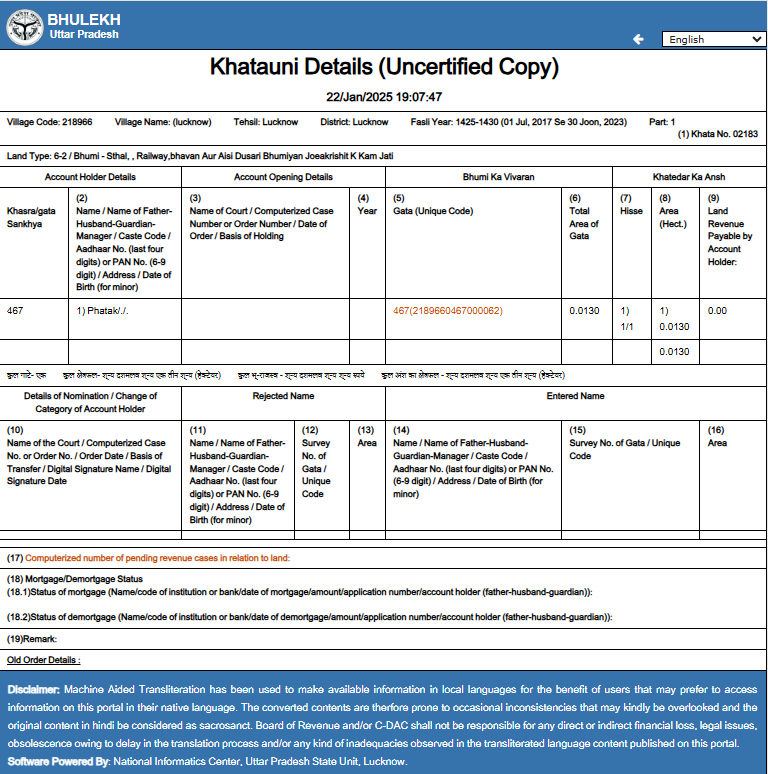 BHULEKH
Uttar Pradesh
English
Khatauni Details (Uncertified Copy)
22/Jan/2025 19:07:47
Village Code: 218966 Village Name: (lucknow) Tehsil: Lucknow District: Lucknow Fasli Year: 1425-1430 (01 Jul, 2017 Se 30 Joon, 2023) Part: 1
(1) Khata No. 02183
Land Type: 6-2 / Bhumi - Sthal, , Railway,bhavan Aur Aisi Dusari Bhumiyan Joeakrishit K Kam Jati
Account Holder Details Account Opening Details Bhumi Ka Vivaran Khatedar Ka Ansh
Khasra/gata
Sankhya
(2)
Name / Name of Father-
Husband-Guardian-
Manager / Caste Code /
Aadhaar No. (last four
digits) or PAN No. (6-9
digit) / Address / Date of
Birth (for minor)
(3)
Name of Court / Computerized Case
Number or Order Number / Date of
Order / Basis of Holding
(4)
Year
(5)
Gata (Unique Code)
(6)
Total
Area of
Gata
(7)
Hisse
(8)
Area
(Hect.)
(9)
Land
Revenue
Payable by
Account
Holder:
467 1) Phatak/./. 467(2189660467000062) 0.0130 1) 1) 0.00
1/1 0.0130
0.0130
कुल गाटे- एक कुल क्षेत्रफल- शून्य दशमलव शून्य एक तीन शून्य (हेक्टेयर) कुल भू-राजस्व - शून्य दशमलव शून्य शून्य रूपये कुल अंश का क्षेत्रफल - शून्य दशमलव शून्य एक तीन शून्य (हेक्टेयर)
Details of Nomination / Change of
Category of Account Holder
Rejected Name Entered Name
(10)
Name of the Court / Computerized Case
No. or Order No. / Order Date / Basis of
Transfer / Digital Signature Name / Digital
Signature Date
(11)
Name / Name of Father-
Husband-Guardian-
Manager / Caste Code /
Aadhaar No. (last four
digits) or PAN No. (6-9
digit) / Address / Date of
Birth (for minor)
(12)
Survey
No. of
Gata /
Unique
Code
(13)
Area
(14)
Name / Name of Father-Husband-
Guardian-Manager / Caste Code /
Aadhaar No. (last four digits) or PAN No.
(6-9 digit) / Address / Date of Birth (for
minor)
(15)
Survey No. of Gata / Unique
Code
(16)
Area
(17) Computerized number of pending revenue cases in relation to land:
(18) Mortgage/Demortgage Status
(18.1)Status of mortgage (Name/code of institution or bank/date of mortgage/amount/application number/account holder (father-husband-guardian)):
(18.2)Status of demortgage (Name/code of institution or bank/date of demortgage/amount/application number/account holder (father-husband-guardian)):
(19)Remark:
Old Order Details :
Disclaimer: Machine Aided Transliteration has been used to make available information in local languages for the benefit of users that may prefer to access
information on this portal in their native language. The converted contents are therfore prone to occasional inconsistencies that may kindly be overlooked and the
original content in hindi be considered as sacrosanct. Board of Revenue and/or C-DAC shall not be responsible for any direct or indirect financial loss, legal issues,
obsolescence owing to delay in the translation process and/or any kind of inadequacies observed in the transliterated language content published on this portal.
Software Powered By: National Informatics Center, Uttar Pradesh State Unit, Lucknow.